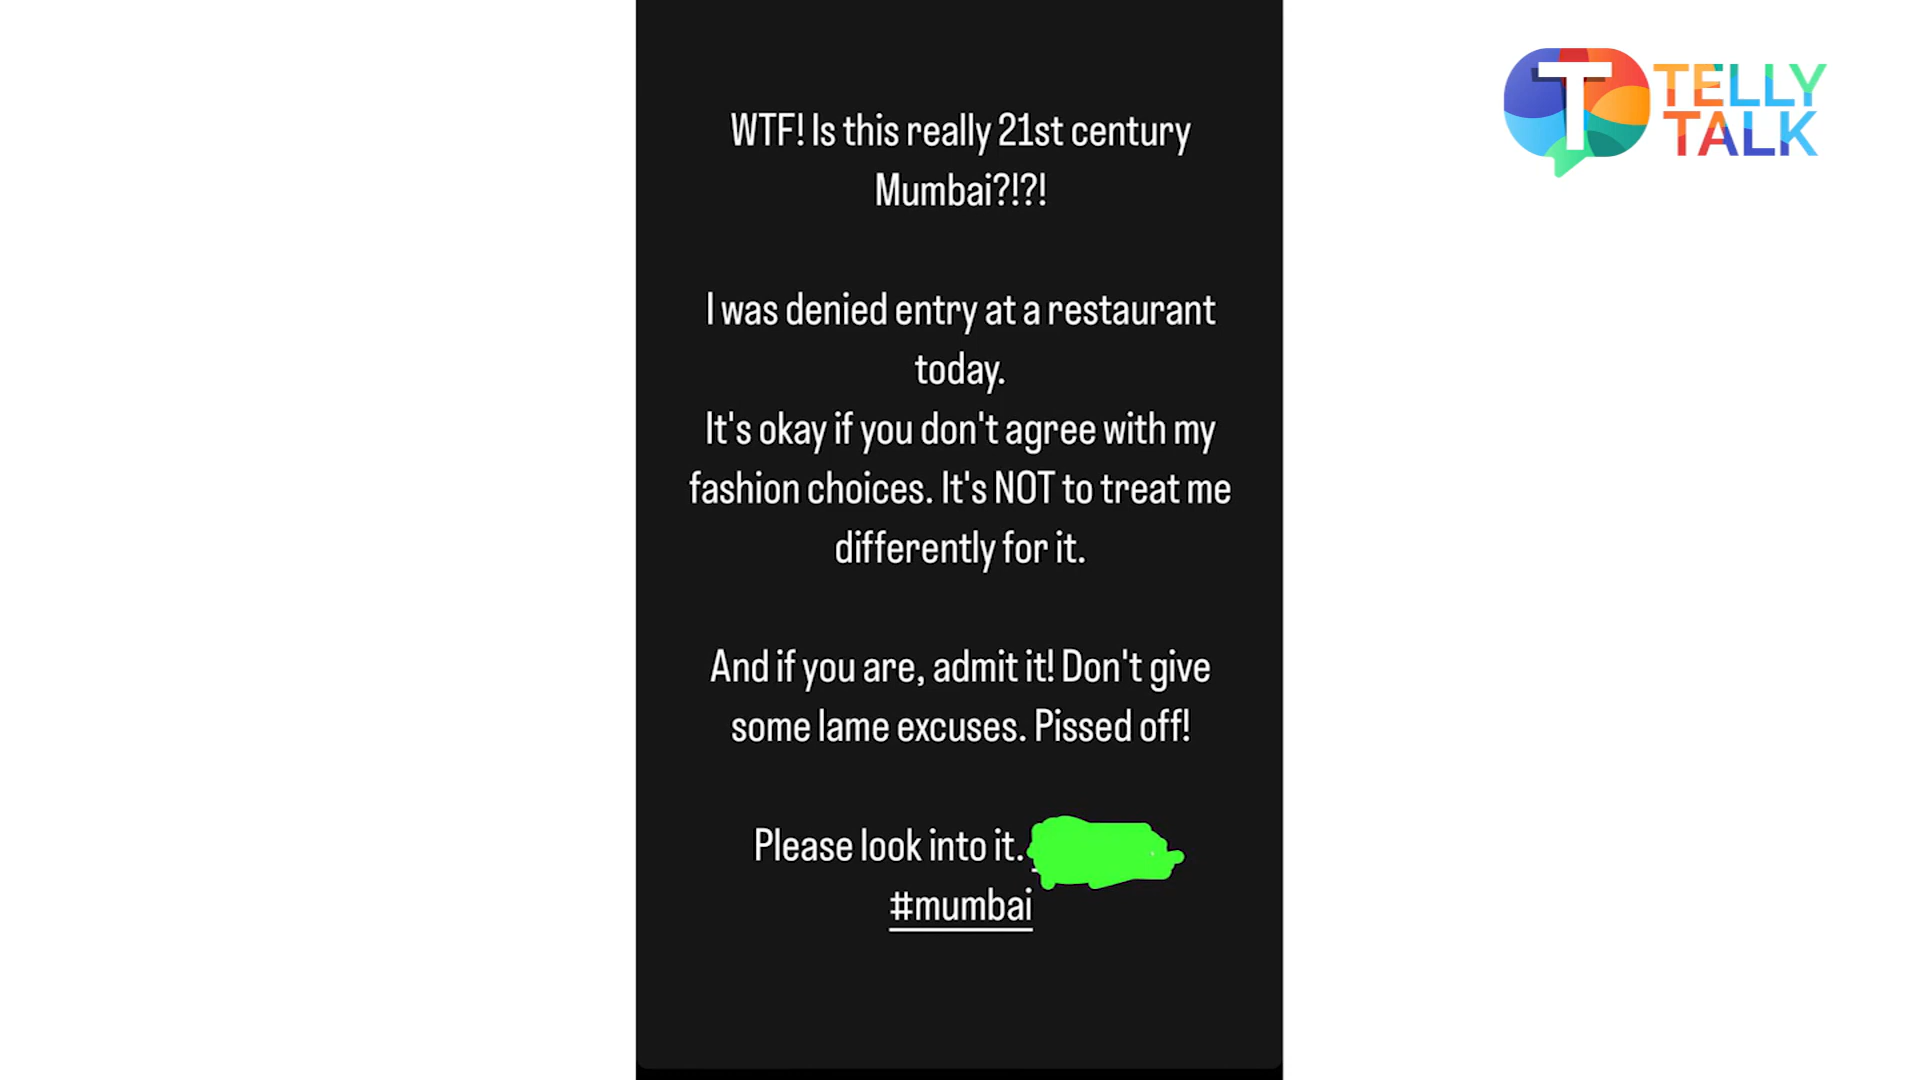 WTF! Is this really 21st century
Mumbai?!?!
I was denied entry at a restaurant
today.
It's okay if you don't agree with my
fashion choices. It's NOT to treat me
differently for it.
And if you are, admit it! Don't give
some lame excuses. Pissed off!
Please look into it.
#mumbai
T TELLY
TALK